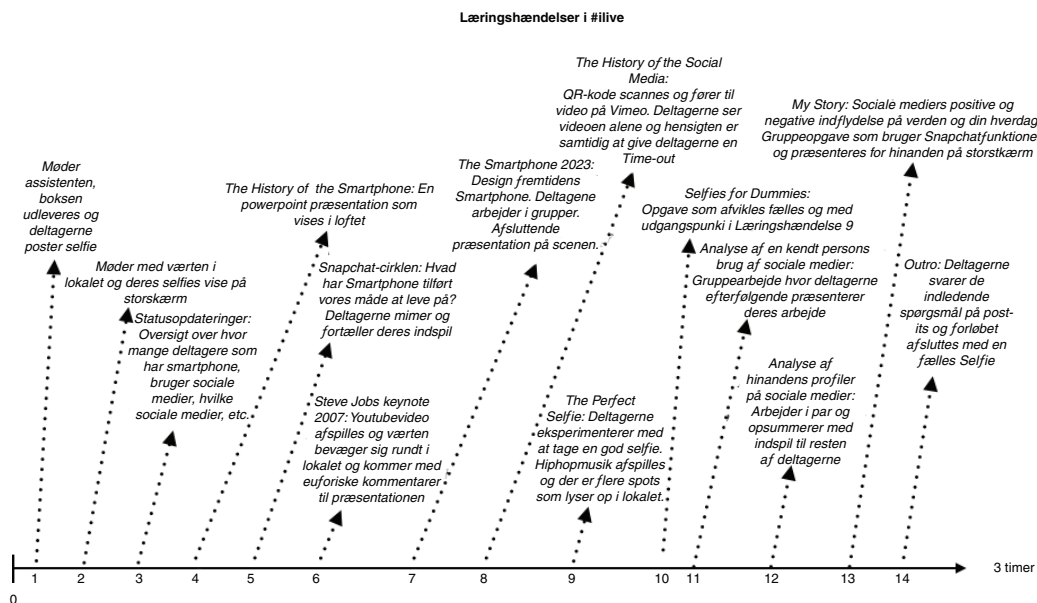 Læringshændelser i #ilive
Møder
assistenten,
boksen
udleveres og
deltagerne
poster selfie
Møder med værten i
lokalet og deres selfies vise på
storskærm
Statusopdateringer:
Oversigt over hvor
mange deltagere som
har smartphone,
bruger sociale
medier, hvilke
sociale medier, etc.
The History of the Smartphone: En
powerpoint præsentation som
vises i loftet
Snapchat-cirklen: Hvad
har Smartphone tilført
vores måde at leve på?
Deltagerne mimer og
fortæller deres indspil
Steve Jobs keynote
2007: Youtubevideo
afspilles og værten
bevæger sig rundt i
lokalet og kommer med
euforiske kommentarer
til præsentationen
The Smartphone 2023:
Design fremtidens
Smartphone. Deltagene
arbejder i grupper.
Afsluttende
præsentation på scenen.
The History of the Social
Media:
QR-kode scannes og fører til
video på Vimeo. Deltagerne ser
videoen alene og hensigten er
samtidig at give deltagerne en
Time-out
The Perfect
Selfie: Deltagerne
eksperimenterer med
at tage en god selfie.
Hiphopmusik afspilles
og der er flere spots
som lyser op i lokalet.
Selfies for Dummies:
Opgave som afvikles fælles og med
udgangspunki i Læringshændelse 9
Analyse af en kendt persons
brug af sociale medier:
Gruppearbejde hvor deltagerne
efterfølgende præsenterer
deres arbejde
Analyse af
hinandens profiler
på sociale medier:
Arbejder i par og
opsummerer med
indspil til resten
af deltagerne
My Story: Sociale mediers positive og
negative indflydelse på verden og din hverdag
Gruppeopgave som bruger Snapchatfunktione
og præsenteres for hinanden på storstkærm
Outro: Deltagerne
svarer de
indledende
spørgsmål på post-
its og forløbet
afsluttes med en
fælles Selfie
1 2 3 4 5 6 7 8 9 10 11 12 13 14
3 timer
0